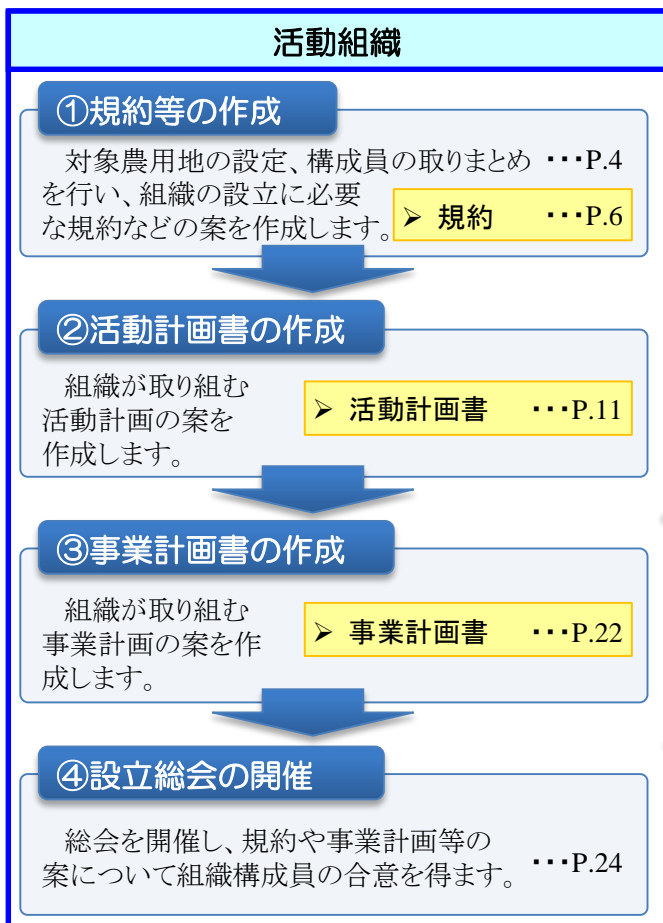 活動組織
①規約等の作成
対象農用地の設定、構成員の取りまとめ ・・・P.4
を行い、組織の設立に必要
な規約などの案を作成します。
➢ 規約 ・・・P.6
②活動計画書の作成
組織が取り組む
活動計画の案を
作成します。
➢ 活動計画書 ・・・P.11
③事業計画書の作成
組織が取り組む
事業計画の案を作
成します。
➢ 事業計画書 ・・・P.22
④設立総会の開催
総会を開催し、規約や事業計画等の
案について組織構成員の合意を得ます。 ・・・P.24